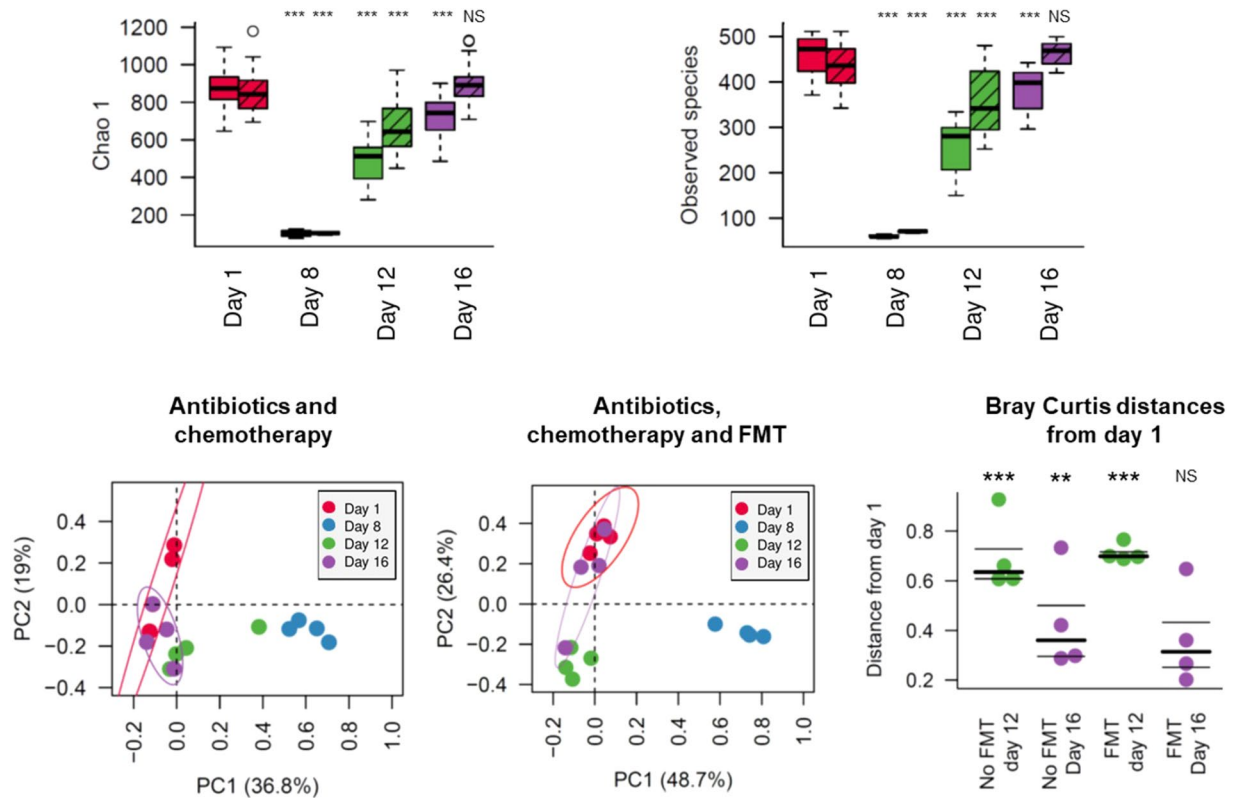 *** *** *** *** *** NS
1200
1000
800
600
400
200
Chao 1
Day 1
Day 8
Day 12
Day 16
*** *** *** *** *** NS
500
400
300
200
100
Observed species
Day 1
Day 8
Day 12
Day 16
Antibiotics and
chemotherapy
0.4
0.2
0.0
−0.2
−0.4
PC2 (19%)
Day 1
Day 8
Day 12
Day 16
−0.2
0.0
0.2
0.4
0.6
0.8
1.0
PC1 (36.8%)
Antibiotics,
chemotherapy and FMT
0.4
0.2
0.0
−0.2
−0.4
PC2 (26.4%)
Day 1
Day 8
Day 12
Day 16
−0.2
0.0
0.2
0.4
0.6
0.8
1.0
PC1 (48.7%)
Bray Curtis distances
from day 1
*** ** *** NS
0.8
0.6
0.4
0.2
Distance from day 1
No FMT
day 12
No FMT
Day 16
FMT
day 12
FMT
Day 16